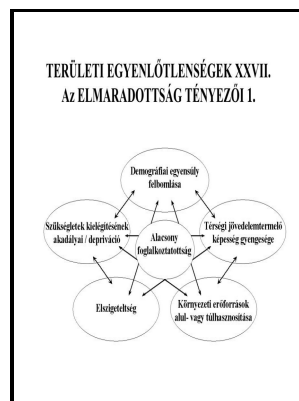 TERÜLETI EGYENLŐTLENSÉGEK XXVII.
Az ELMARADOTTSÁG TÉNYEZŐI 1.
Demográfiai egyensúly
felbomlása
Szükségletek kielégítésének
akadályai / depriváció
Alacsony
foglalkoztatottság
Térségi jövedelemtermelő
képesség gyengesége
Elszigeteltség
Környezeti erőforrások
alul- vagy túlhasznosítása